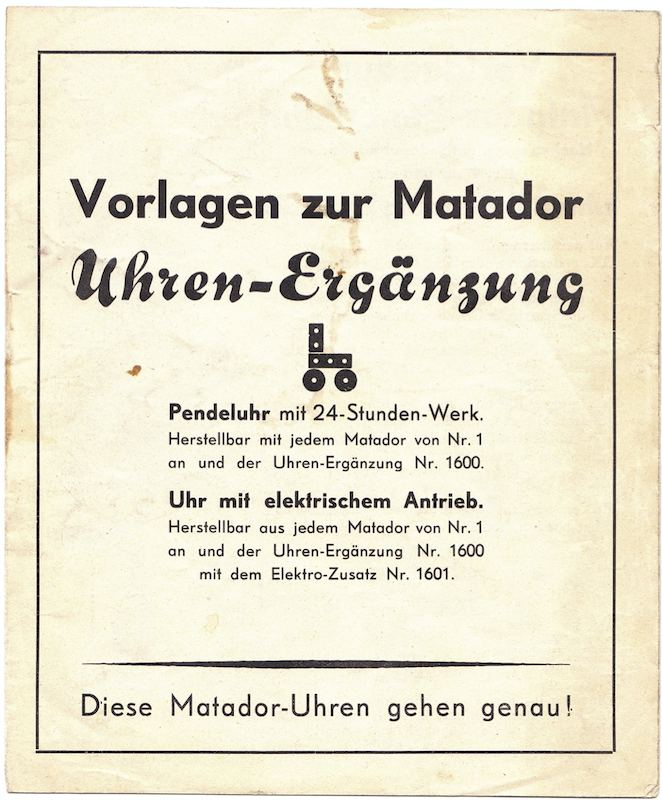 Vorlagen zur Matador
Uhren-Ergänzung
Pendeluhr mit 24-Stunden-Werk.
Herstellbar mit jedem Matador von Nr. 1
an und der Uhren-Ergänzung Nr. 1600.
Uhr mit elektrischem Antrieb.
Herstellbar aus jedem Matador von Nr. 1
an und der Uhren-Ergänzung Nr. 1600
mit dem Elektro-Zusatz Nr. 1601.
Diese Matador-Uhren gehen genau!